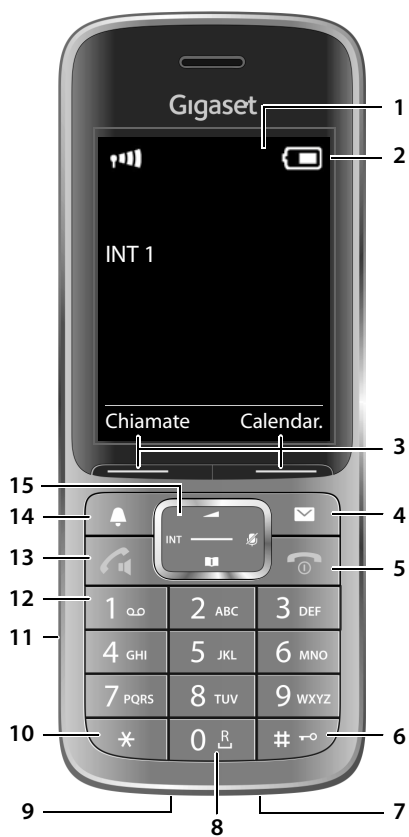 Gigaset
1
2
INT 1
Chiamate Calendar.
3
15
14
4
INT
13
5
12
1
2 ABC
3 DEF
11
4 GHI
5 JKL
6 MNO
7 PQRS
8 TUV
9 WXYZ
10
*
0 R
#
6
9
8
7